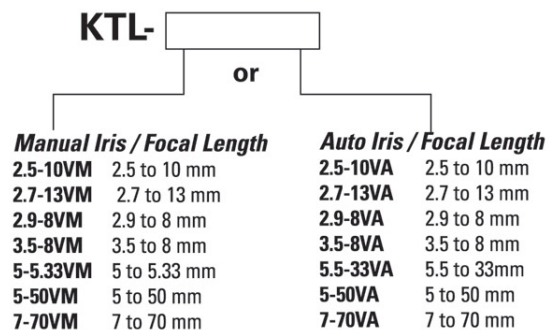 KTL-
or
Manual Iris / Focal Length
2.5-10VM 2.5 to 10 mm
2.7-13VM 2.7 to 13 mm
2.9-8VM 2.9 to 8 mm
3.5-8VM 3.5 to 8 mm
5-5.33VM 5 to 5.33 mm
5-50VM 5 to 50 mm
7-70VM 7 to 70 mm
Auto Iris / Focal Length
2.5-10VA 2.5 to 10 mm
2.7-13VA 2.7 to 13 mm
2.9-8VA 2.9 to 8 mm
3.5-8VA 3.5 to 8 mm
5.5-33VA 5.5 to 33mm
5-50VA 5 to 50 mm
7-70VA 7 to 70 mm